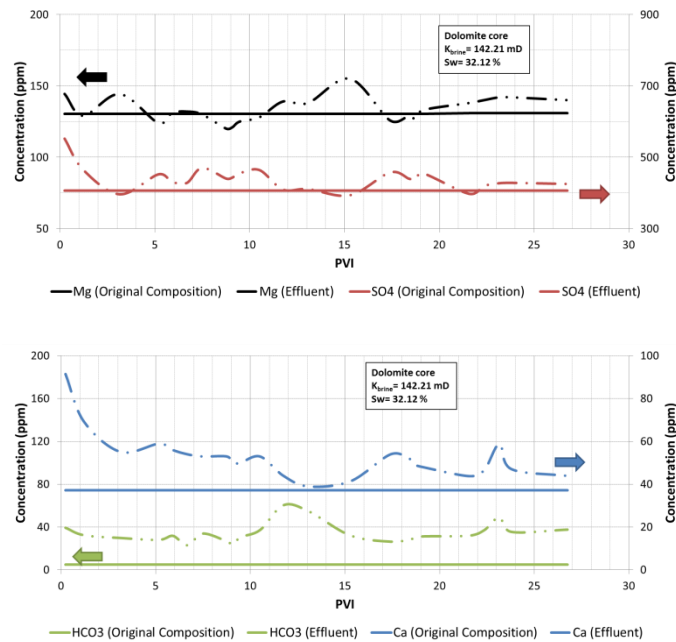 200
150
100
50
Concentration (ppm)
Dolomite core
Kbrine= 142.21 mD
Sw= 32.12 %
900
800
700
600
500
400
300
Concentration (ppm)
0 5 10 15 20 25 30
PVI
Mg (Original Composition) Mg (Effluent) SO4 (Original Composition) SO4 (Effluent)
200
160
120
80
40
0
Concentration (ppm)
Dolomite core
Kbrine= 142.21 mD
Sw= 32.12 %
100
80
60
40
20
0
Concentration (ppm)
0 5 10 15 20 25 30
PVI
HCO3 (Original Composition) HCO3 (Effluent) Ca (Original Composition) Ca (Effluent)